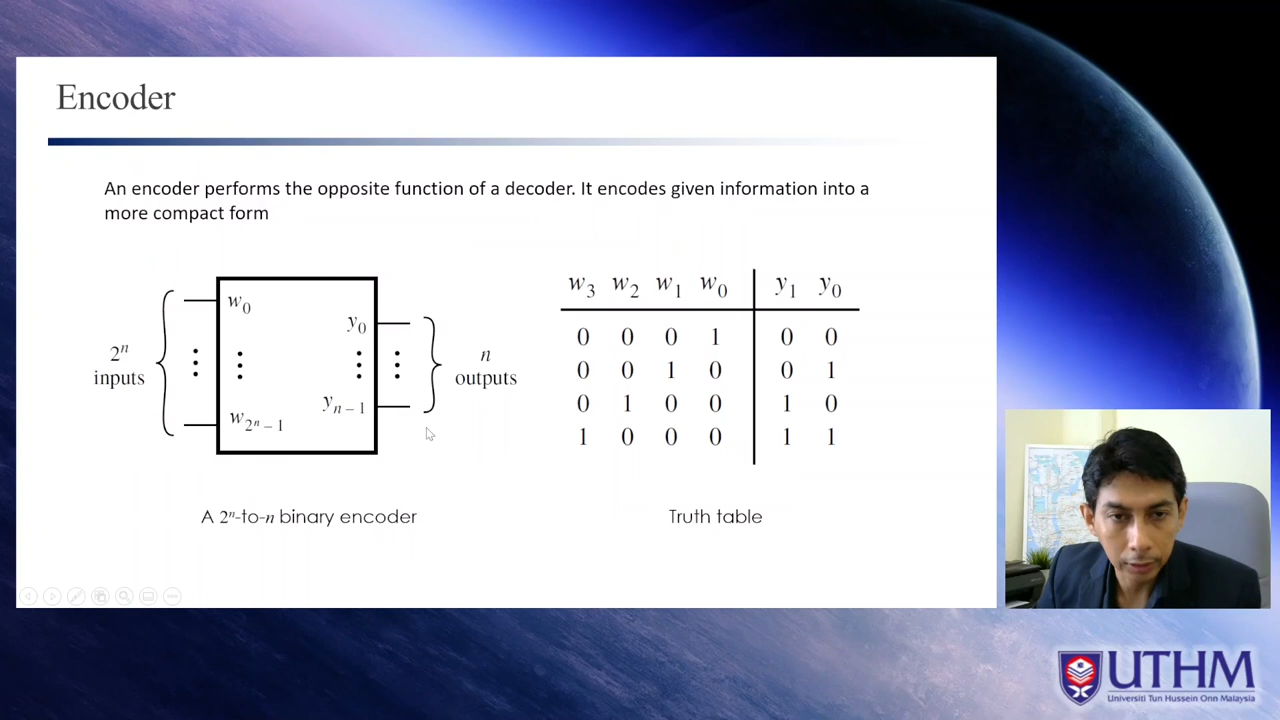 Encoder
An encoder performs the opposite function of a decoder. It encodes given information into a
more compact form
2ⁿ
inputs
w₀
w₂ⁿ₋₁
y₀
yₙ₋₁
n
outputs
A 2ⁿ-to-n binary encoder
w₃ w₂ w₁ w₀ y₁ y₀
0 0 0 1 0 0
0 0 1 0 0 1
0 1 0 0 1 0
1 0 0 0 1 1
Truth table
UTHM
Universiti Tun Hussein Onn Malaysia